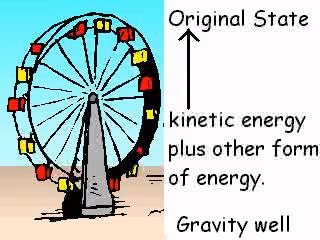 Original State
kinetic energy
plus other form
of energy.
Gravity well